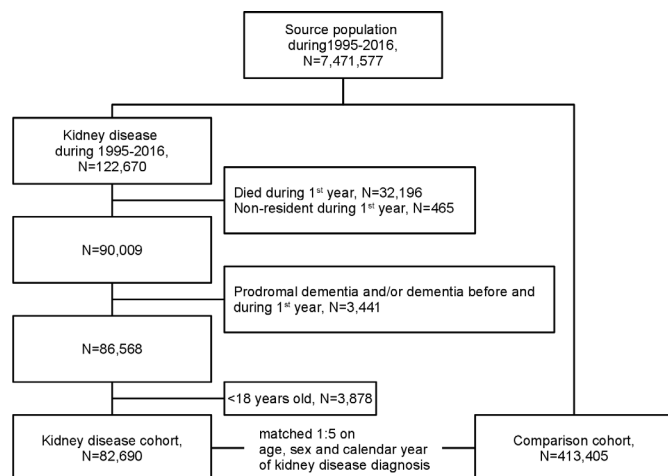 Source population
during1995-2016,
N=7,471,577
Kidney disease
during 1995-2016,
N=122,670
Died during 1st year, N=32,196
Non-resident during 1st year, N=465
N=90,009
Prodromal dementia and/or dementia before and
during 1st year, N=3,441
N=86,568
<18 years old, N=3,878
Kidney disease cohort,
N=82,690
matched 1:5 on
age, sex and calendar year
of kidney disease diagnosis
Comparison cohort,
N=413,405